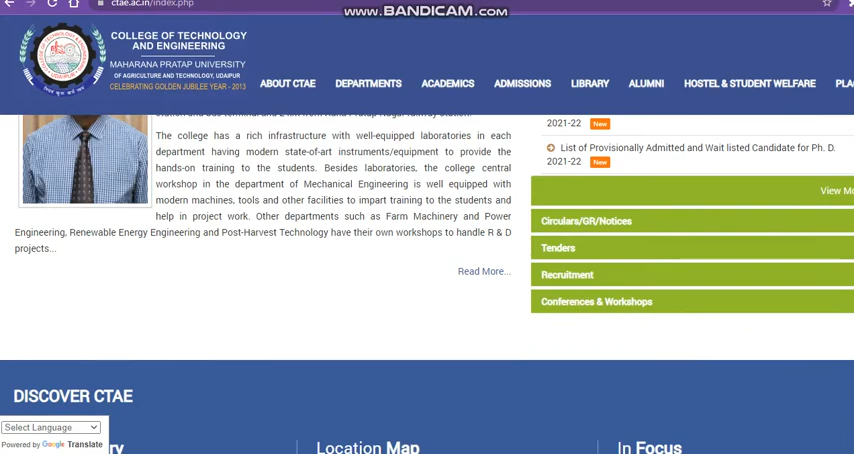 ctae.ac.in/index.php
www.BANDICAM.com
COLLEGE OF TECHNOLOGY
AND ENGINEERING
MAHARANA PRATAP UNIVERSITY
OF AGRICULTURE AND TECHNOLOGY, UDAIPUR
CELEBRATING GOLDEN JUBILEE YEAR - 2013
ABOUT CTAE
DEPARTMENTS
ACADEMICS
ADMISSIONS
LIBRARY
ALUMNI
HOSTEL & STUDENT WELFARE
The college has a rich infrastructure with well-equipped laboratories in each
department having modern state-of-art instruments/equipment to provide the
hands-on training to the students. Besides laboratories, the college central
workshop in the department of Mechanical Engineering is well equipped with
modern machines, tools and other facilities to impart training to the students and
help in project work. Other departments such as Farm Machinery and Power
Engineering, Renewable Energy Engineering and Post-Harvest Technology have their own workshops to handle R & D
projects...
Read More...
2021-22 New
List of Provisionally Admitted and Wait listed Candidate for Ph. D.
2021-22 New
View
Circulars/GR/Notices
Tenders
Recruitment
Conferences & Workshops
DISCOVER CTAE
Select Language
Powered by Google Translate
Location Map
In Focus